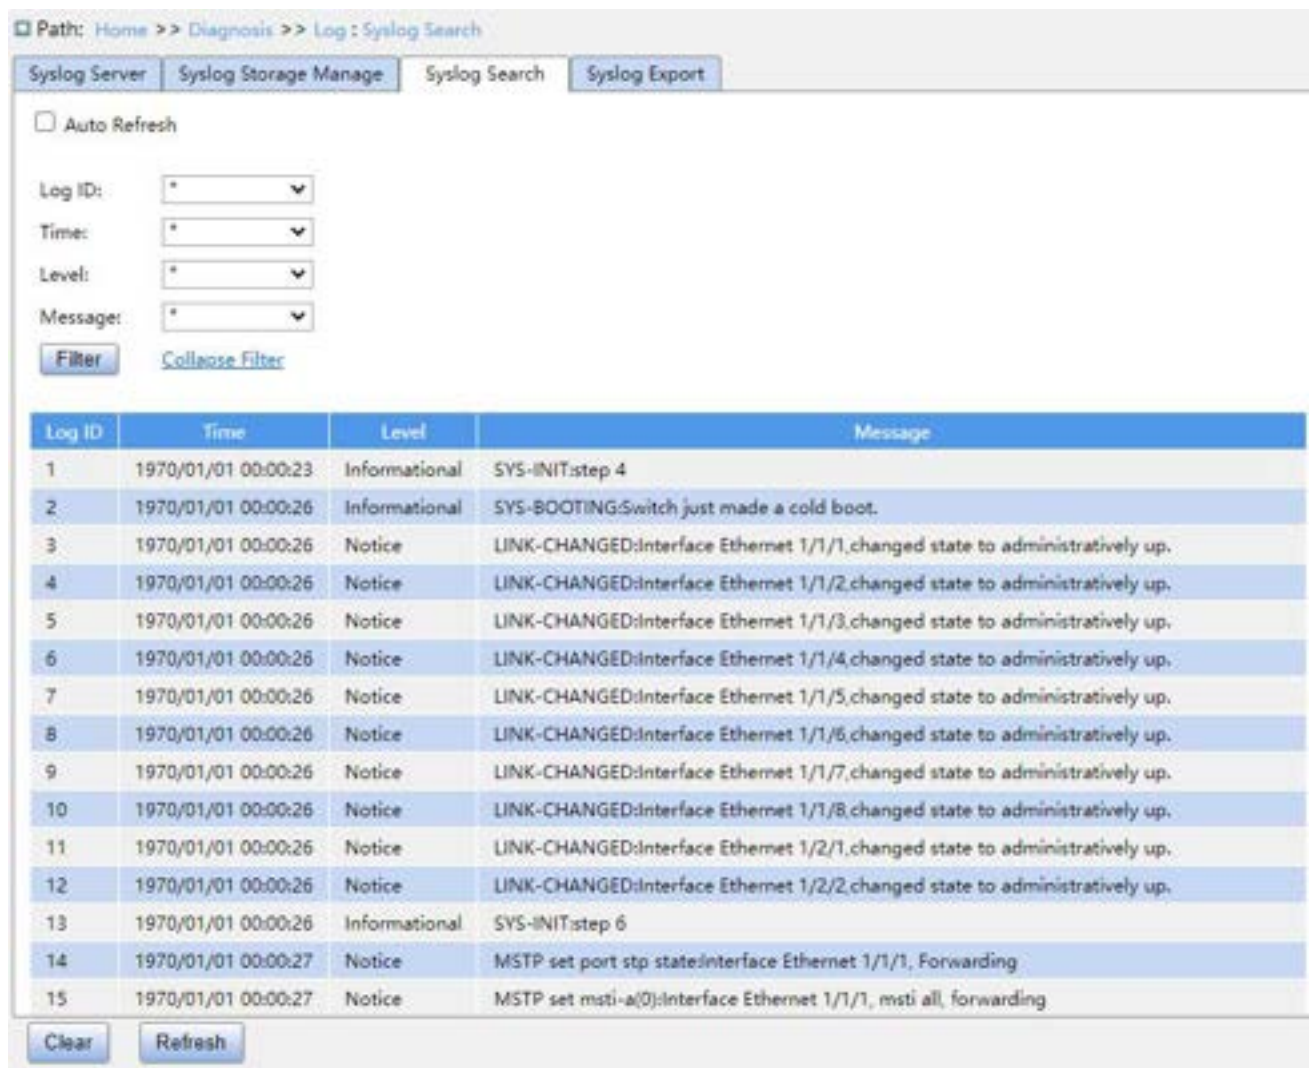 Path: Home >> Diagnosis >> Log : Syslog Search
Syslog Server Syslog Storage Manage Syslog Search Syslog Export
Auto Refresh
Log ID: *
Time: *
Level: *
Message: *
Filter Collapse Filter
Log ID Time Level Message
1 1970/01/01 00:00:23 Informational SYS-INIT:step 4
2 1970/01/01 00:00:26 Informational SYS-BOOTING:Switch just made a cold boot.
3 1970/01/01 00:00:26 Notice LINK-CHANGED:Interface Ethernet 1/1/1,changed state to administratively up.
4 1970/01/01 00:00:26 Notice LINK-CHANGED:Interface Ethernet 1/1/2,changed state to administratively up.
5 1970/01/01 00:00:26 Notice LINK-CHANGED:Interface Ethernet 1/1/3,changed state to administratively up.
6 1970/01/01 00:00:26 Notice LINK-CHANGED:Interface Ethernet 1/1/4,changed state to administratively up.
7 1970/01/01 00:00:26 Notice LINK-CHANGED:Interface Ethernet 1/1/5,changed state to administratively up.
8 1970/01/01 00:00:26 Notice LINK-CHANGED:Interface Ethernet 1/1/6,changed state to administratively up.
9 1970/01/01 00:00:26 Notice LINK-CHANGED:Interface Ethernet 1/1/7,changed state to administratively up.
10 1970/01/01 00:00:26 Notice LINK-CHANGED:Interface Ethernet 1/1/8,changed state to administratively up.
11 1970/01/01 00:00:26 Notice LINK-CHANGED:Interface Ethernet 1/2/1,changed state to administratively up.
12 1970/01/01 00:00:26 Notice LINK-CHANGED:Interface Ethernet 1/2/2,changed state to administratively up.
13 1970/01/01 00:00:26 Informational SYS-INIT:step 6
14 1970/01/01 00:00:27 Notice MSTP set port stp state:Interface Ethernet 1/1/1, Forwarding
15 1970/01/01 00:00:27 Notice MSTP set msti-a(0):Interface Ethernet 1/1/1, msti all, forwarding
Clear Refresh